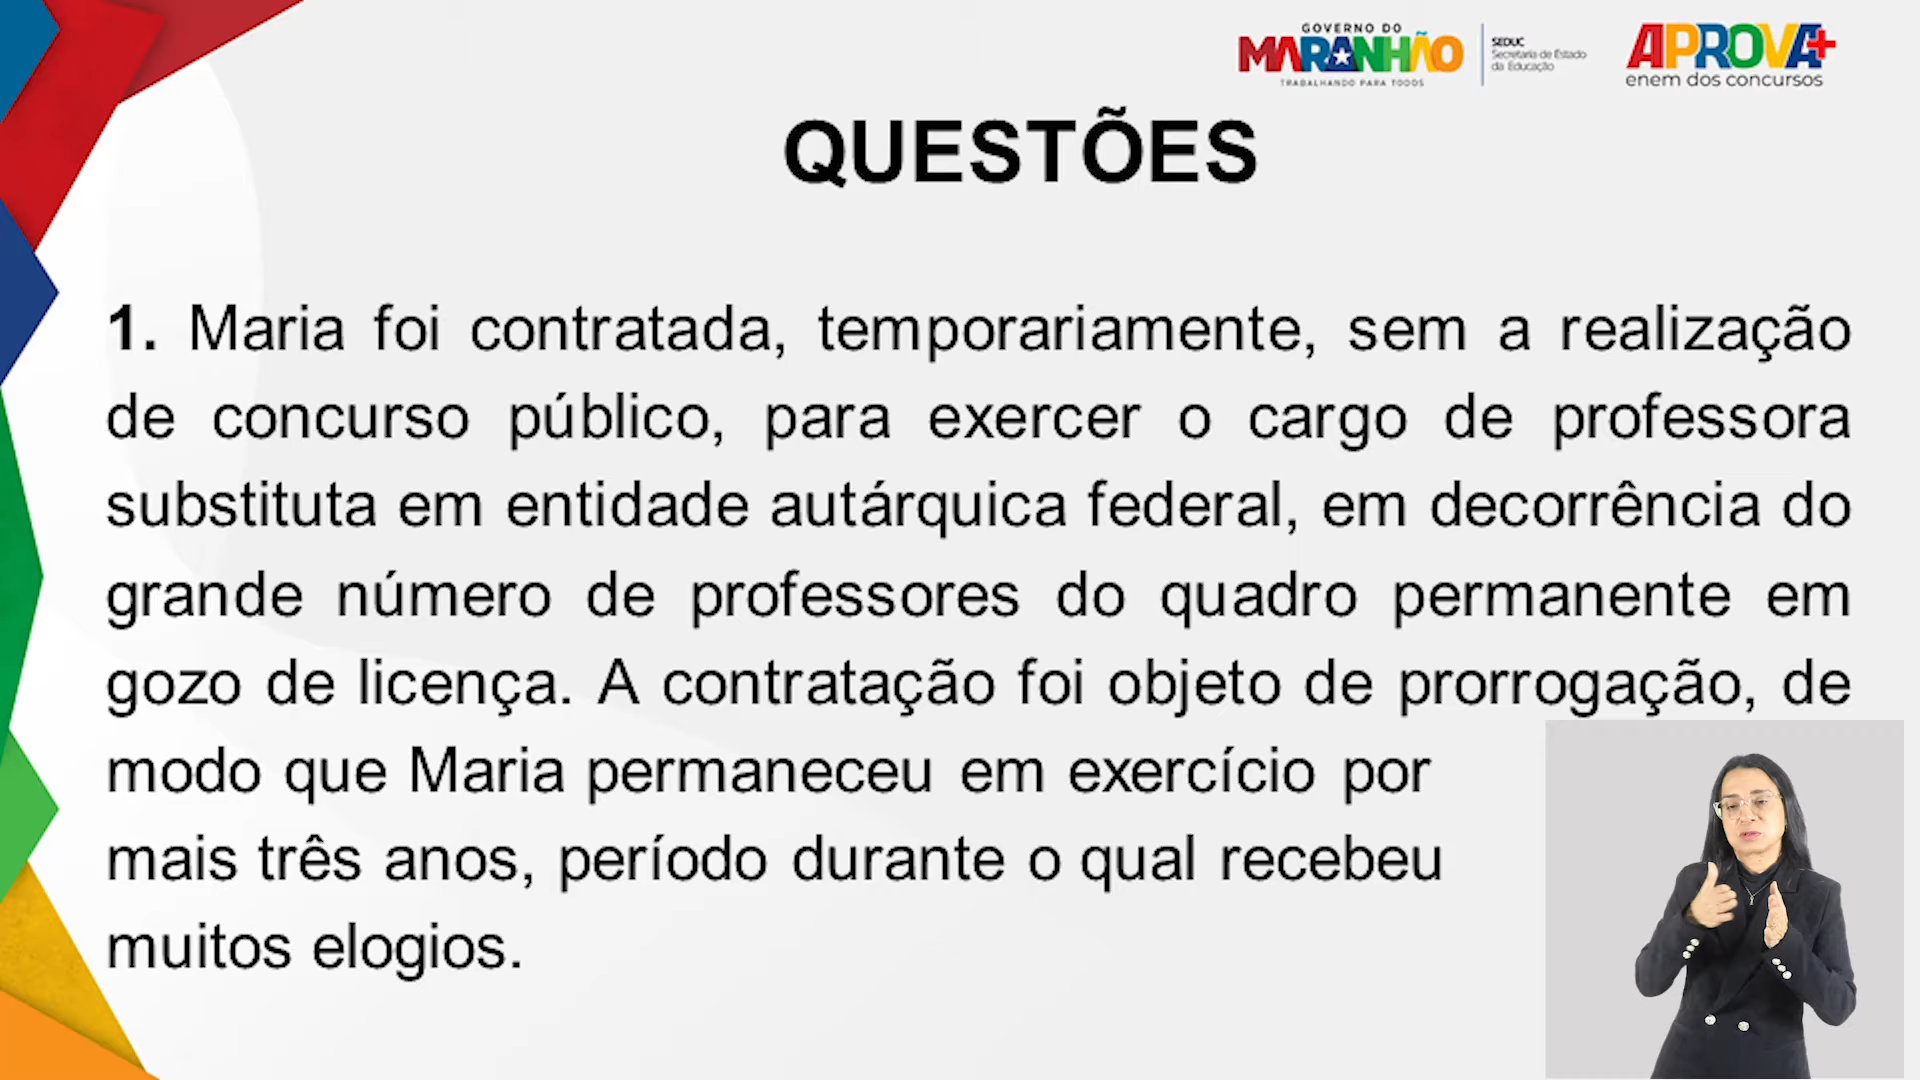 GOVERNO DO
MARANHÃO
TRABALHANDO PARA TODOS
SEDUC
Secretaria de Estado
da Educação
APROVA+
enem dos concursos
QUESTÕES
1. Maria foi contratada, temporariamente, sem a realização
de concurso público, para exercer o cargo de professora
substituta em entidade autárquica federal, em decorrência do
grande número de professores do quadro permanente em
gozo de licença. A contratação foi objeto de prorrogação, de
modo que Maria permaneceu em exercício por
mais três anos, período durante o qual recebeu
muitos elogios.